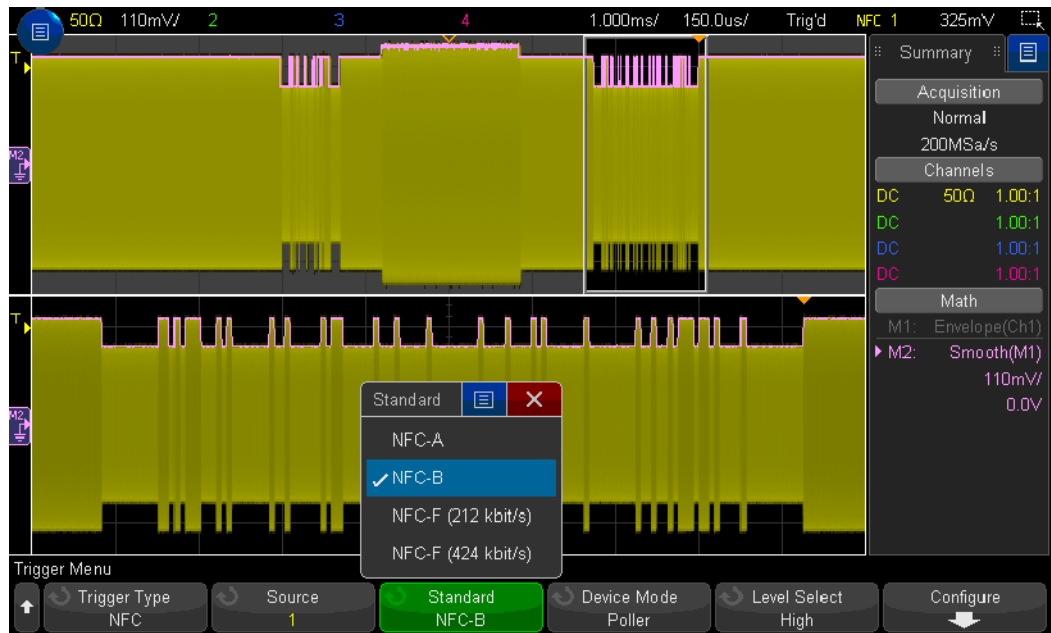 50Ω 110mV/ 2 3 4 1.000ms/ 150.0us/ Trig'd NFC 1 325mV
T
M2
Summary
Acquisition
Normal
200MSa/s
Channels
DC 50Ω 1.00:1
DC 1.00:1
DC 1.00:1
DC 1.00:1
Math
M1: Envelope(Ch1)
M2: Smooth(M1)
110mV/
0.0V
T
M2
Standard
NFC-A
NFC-B
NFC-F (212 kbit/s)
NFC-F (424 kbit/s)
Trigger Menu
Trigger Type
NFC
Source
1
Standard
NFC-B
Device Mode
Poller
Level Select
High
Configure